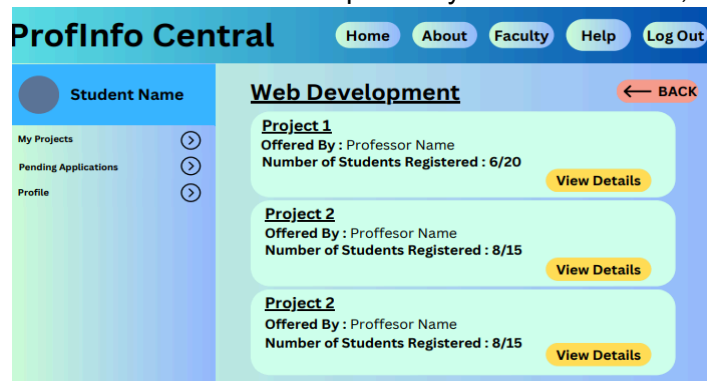 ProfInfo Central
Home About Faculty Help Log Out
Student Name
My Projects
Pending Applications
Profile
Web Development
← BACK
Project 1
Offered By : Professor Name
Number of Students Registered : 6/20
View Details
Project 2
Offered By : Proffesor Name
Number of Students Registered : 8/15
View Details
Project 2
Offered By : Proffesor Name
Number of Students Registered : 8/15
View Details